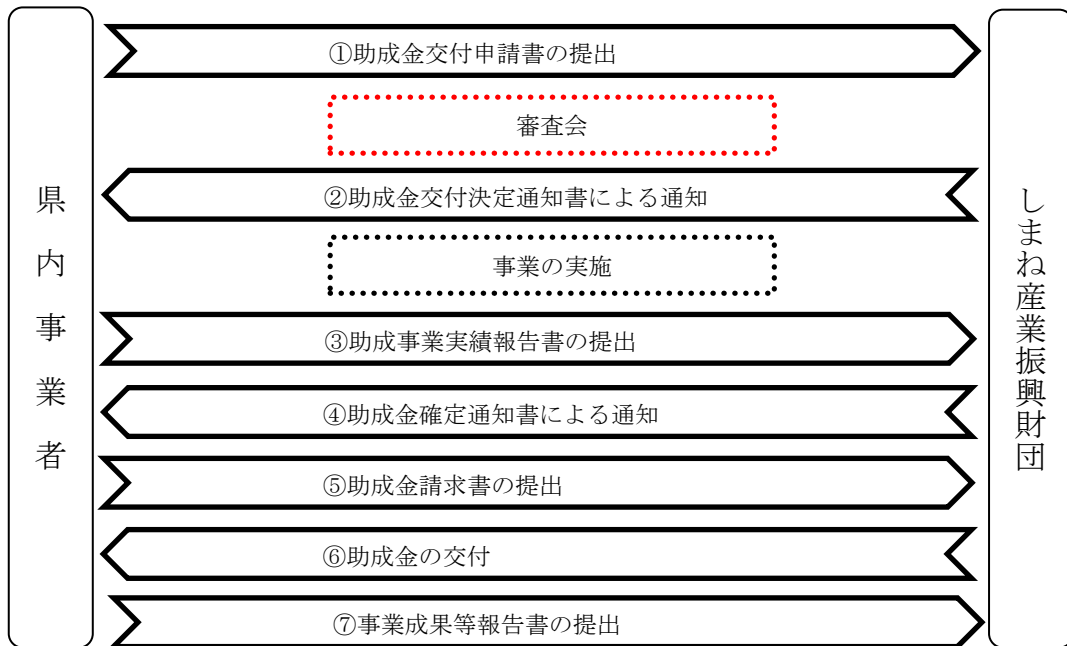 県内事業者
①助成金交付申請書の提出
審査会
②助成金交付決定通知書による通知
事業の実施
③助成事業実績報告書の提出
④助成金確定通知書による通知
⑤助成金請求書の提出
⑥助成金の交付
⑦事業成果等報告書の提出
しまね産業振興財団